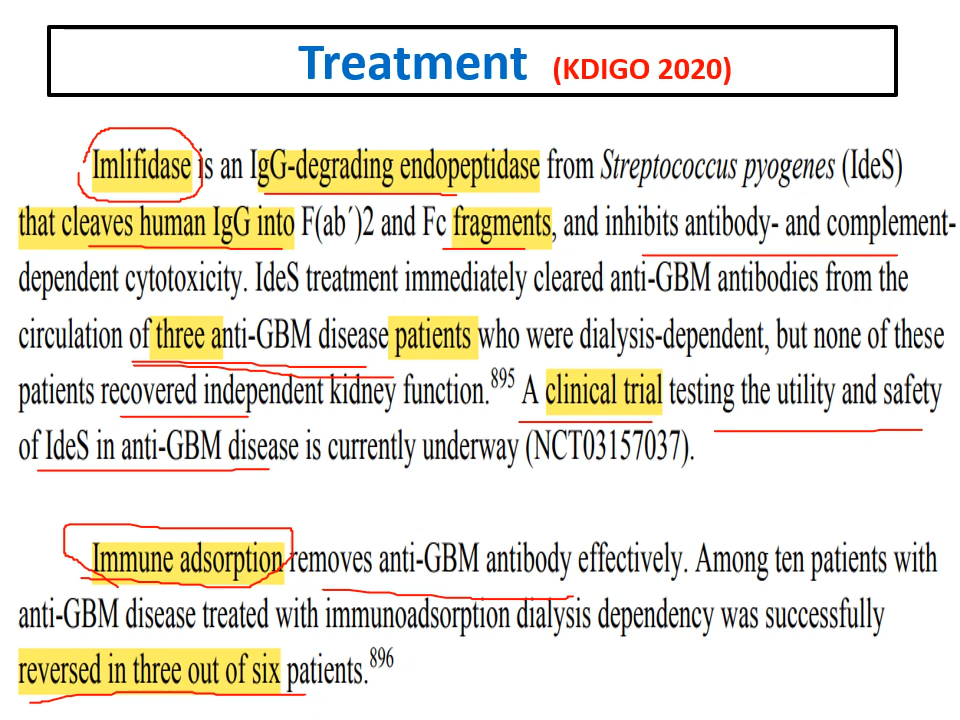 Treatment (KDIGO 2020)
Imlifidase is an IgG-degrading endopeptidase from Streptococcus pyogenes (IdeS)
that cleaves human IgG into F(ab´)2 and Fc fragments, and inhibits antibody- and complement-
dependent cytotoxicity. IdeS treatment immediately cleared anti-GBM antibodies from the
circulation of three anti-GBM disease patients who were dialysis-dependent, but none of these
patients recovered independent kidney function.895 A clinical trial testing the utility and safety
of IdeS in anti-GBM disease is currently underway (NCT03157037).
Immune adsorption removes anti-GBM antibody effectively. Among ten patients with
anti-GBM disease treated with immunoadsorption dialysis dependency was successfully
reversed in three out of six patients.896